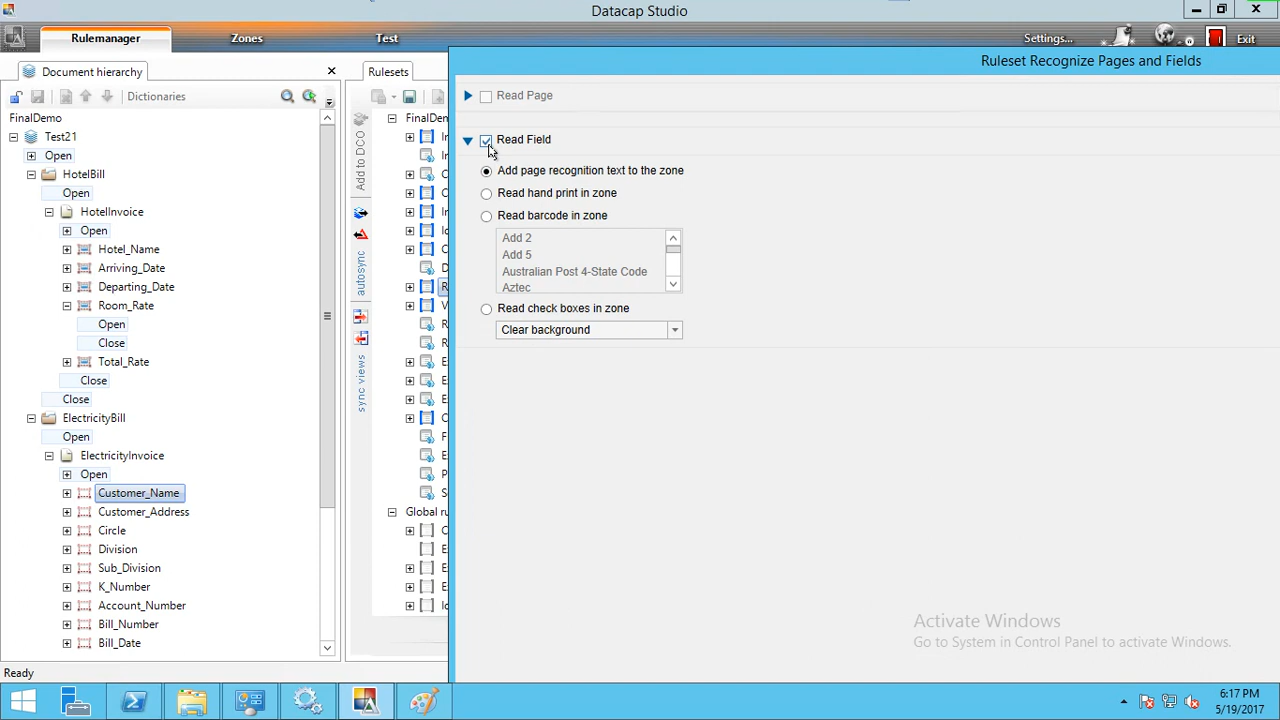 Datacap Studio
Rulemanager
Zones
Test
Settings...
Exit
Document hierarchy
Rulesets
Ruleset Recognize Pages and Fields
Dictionaries
Read Page
FinalDemo
FinalDemo
Test21
Read Field
Open
HotelBill
Add page recognition text to the zone
Open
Read hand print in zone
HotelInvoice
Read barcode in zone
Open
Add 2
Hotel_Name
Add 5
Arriving_Date
Australian Post 4-State Code
Departing_Date
Aztec
Room_Rate
Read check boxes in zone
Open
Clear background
Close
Total_Rate
Close
Close
ElectricityBill
Open
ElectricityInvoice
Open
Customer_Name
Customer_Address
Global ru
Circle
Division
Sub_Division
K_Number
Account_Number
Bill_Number
Bill_Date
Add to DCO
autosync
sync views
Activate Windows
Go to System in Control Panel to activate Windows.
Ready
6:17 PM
5/19/2017